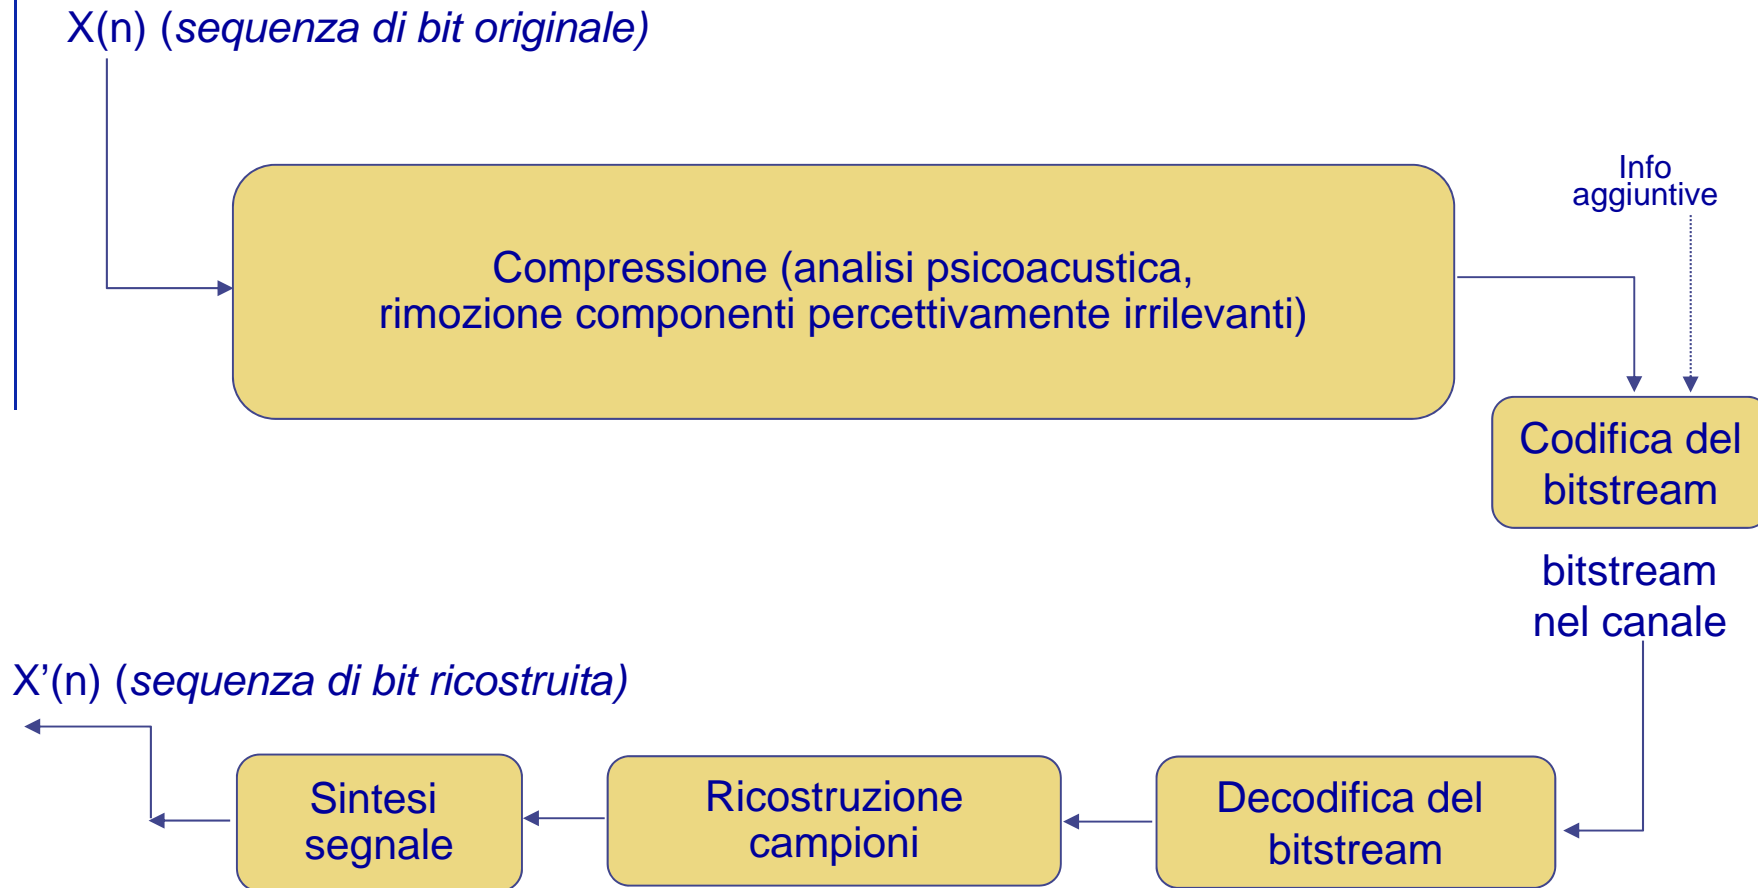 X(n) (sequenza di bit originale)
Info
aggiuntive
Compressione (analisi psicoacustica,
rimozione componenti percettivamente irrilevanti)
Codifica del
bitstream
bitstream
nel canale
X’(n) (sequenza di bit ricostruita)
Sintesi
segnale
Ricostruzione
campioni
Decodifica del
bitstream